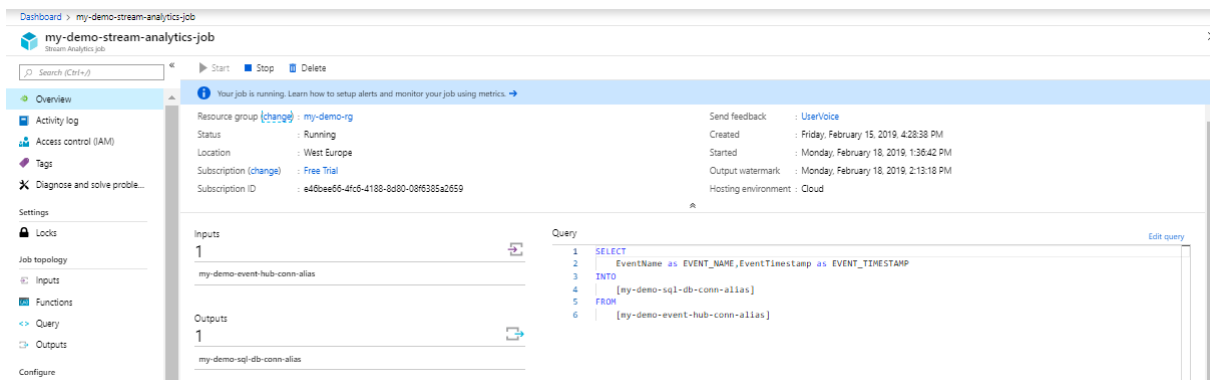 Dashboard > my-demo-stream-analytics-job
my-demo-stream-analytics-job
Stream Analytics job
Search (Ctrl+/)
«
Start Stop Delete
Your job is running. Learn how to setup alerts and monitor your job using metrics. →
Overview
Activity log
Access control (IAM)
Tags
Diagnose and solve proble...
Settings
Locks
Job topology
Inputs
Functions
Query
Outputs
Configure
Resource group (change) : my-demo-rg
Status : Running
Location : West Europe
Subscription (change) : Free Trial
Subscription ID : e46bee66-4fc6-4188-8d80-08f6385a2659
Send feedback : UserVoice
Created : Friday, February 15, 2019, 4:28:38 PM
Started : Monday, February 18, 2019, 1:36:42 PM
Output watermark : Monday, February 18, 2019, 2:13:18 PM
Hosting environment : Cloud
Inputs
1
my-demo-event-hub-conn-alias
Outputs
1
my-demo-sql-db-conn-alias
Query
Edit query
1 SELECT
2 EventName as EVENT_NAME,EventTimestamp as EVENT_TIMESTAMP
3 INTO
4 [my-demo-sql-db-conn-alias]
5 FROM
6 [my-demo-event-hub-conn-alias]